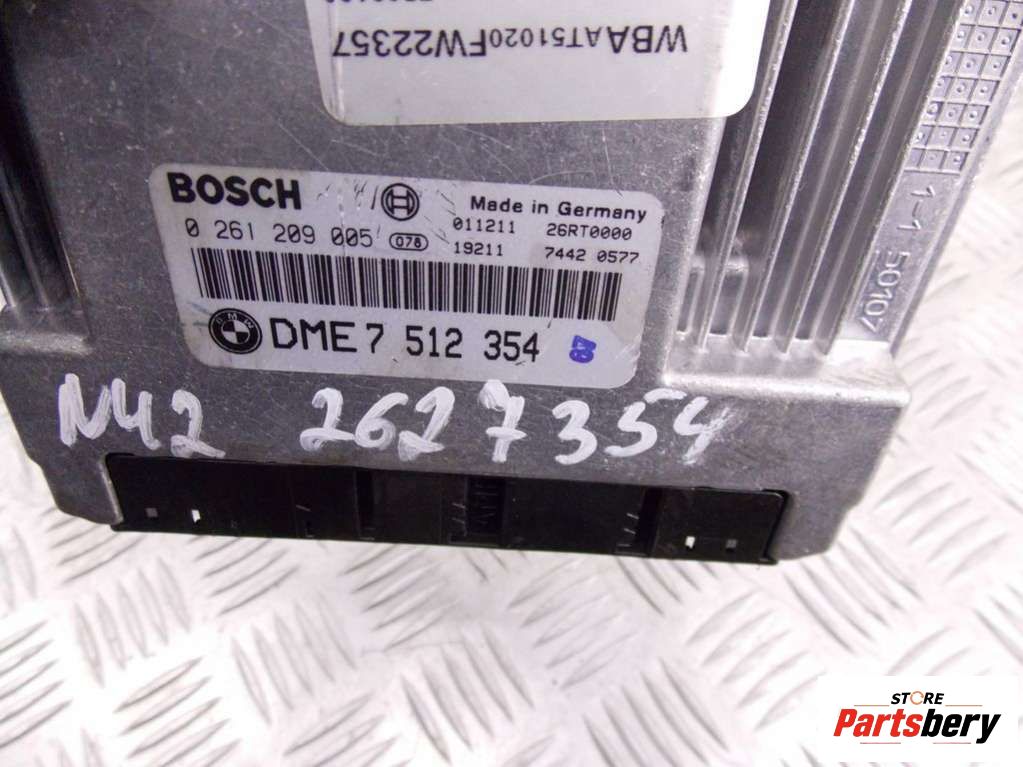 WBAAT51020FW22357
BOSCH
Made in Germany
0 261 209 005 078
011211 26RT0000
19211 7442 0577
BMW
DME 7 512 354
N42 2627354
1-1 50107
STORE
Partsbery